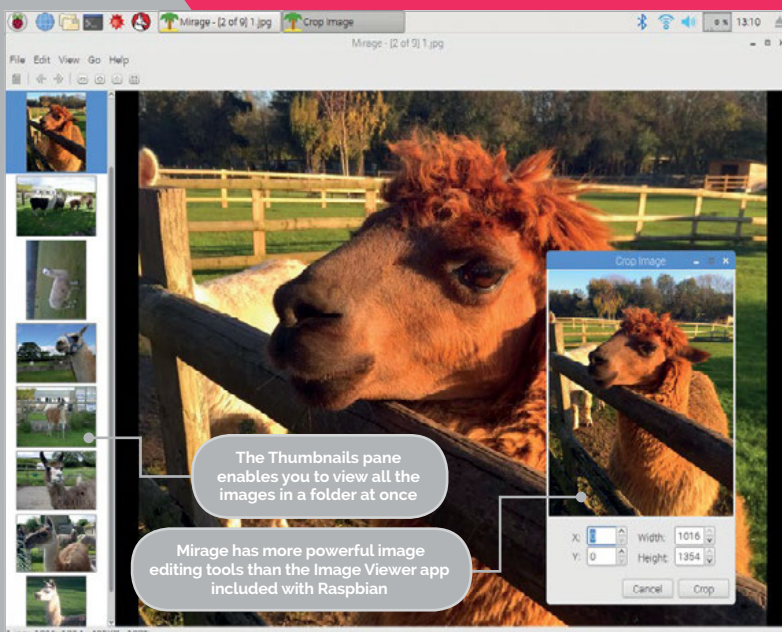 Mirage - [2 of 9] 1.jpg
Crop Image
13:10
Mirage - [2 of 9] 1.jpg
File Edit View Go Help
Crop Image
The Thumbnails pane
enables you to view all the
images in a folder at once
X: 0 Width: 1016
Y: 0 Height: 1354
Mirage has more powerful image
editing tools than the Image Viewer app
included with Raspbian
Cancel Crop